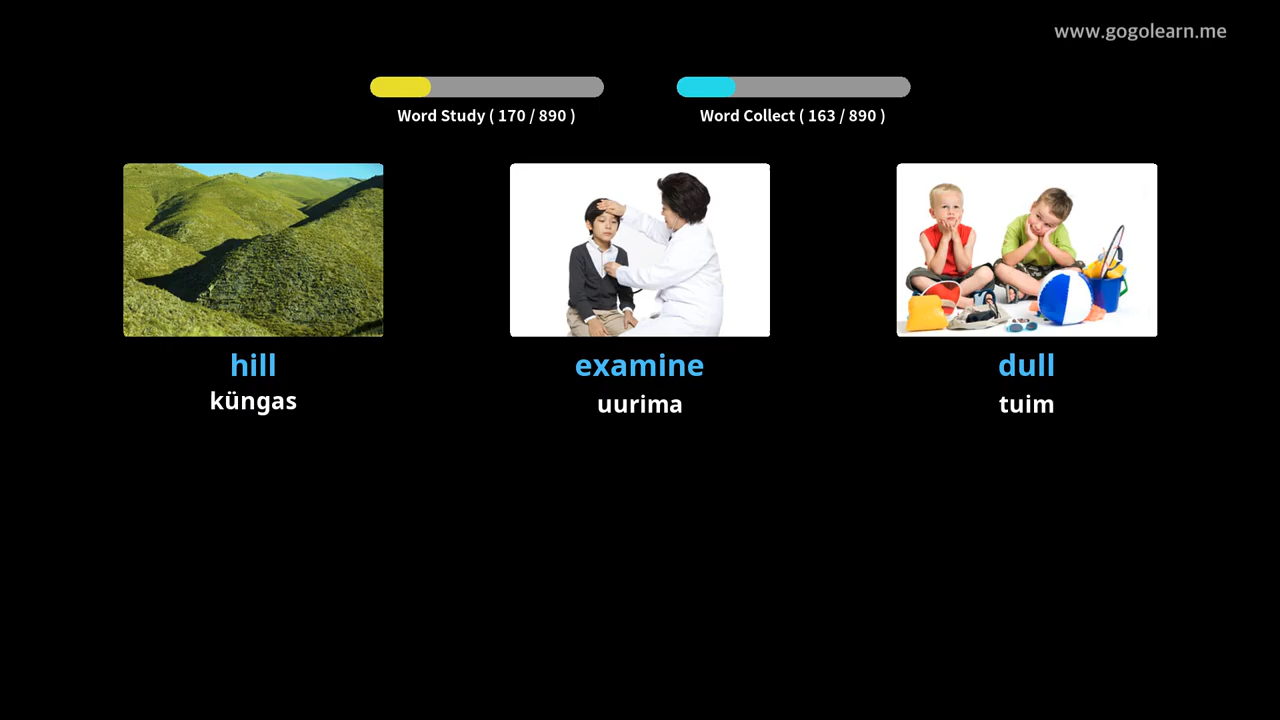 www.gogolearn.me
Word Study ( 170 / 890 )
Word Collect ( 163 / 890 )
hill
küngas
examine
uurima
dull
tuim